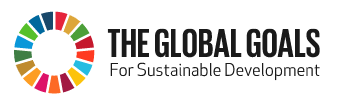 THE GLOBAL GOALS
For Sustainable Development